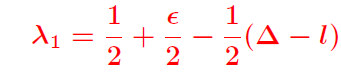 λ₁ = 1/2 + ϵ/2 − 1/2(Δ − l)